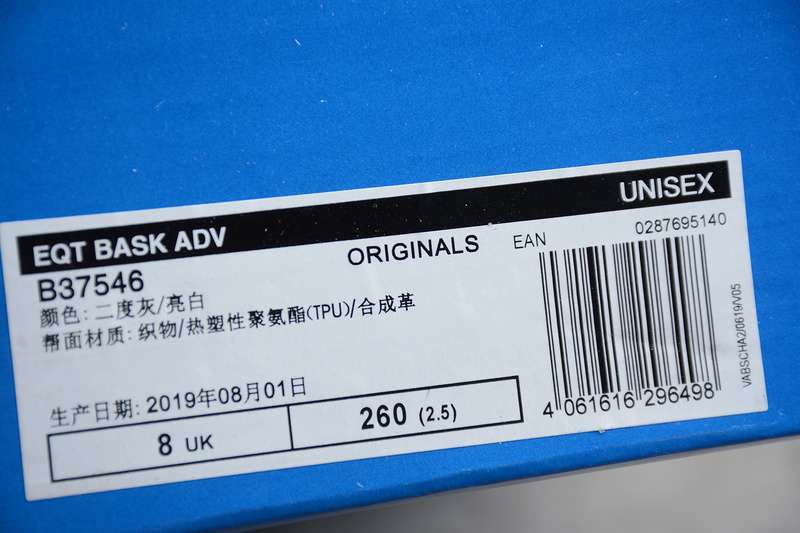 UNISEX
EQT BASK ADV
ORIGINALS
EAN
0287695140
B37546
颜色: 二度灰/亮白
帮面材质: 织物/热塑性聚氨酯(TPU)/合成革
生产日期: 2019年08月01日
8 UK
260 (2.5)
4 061616 296498
VABSCHA2/0619/V05